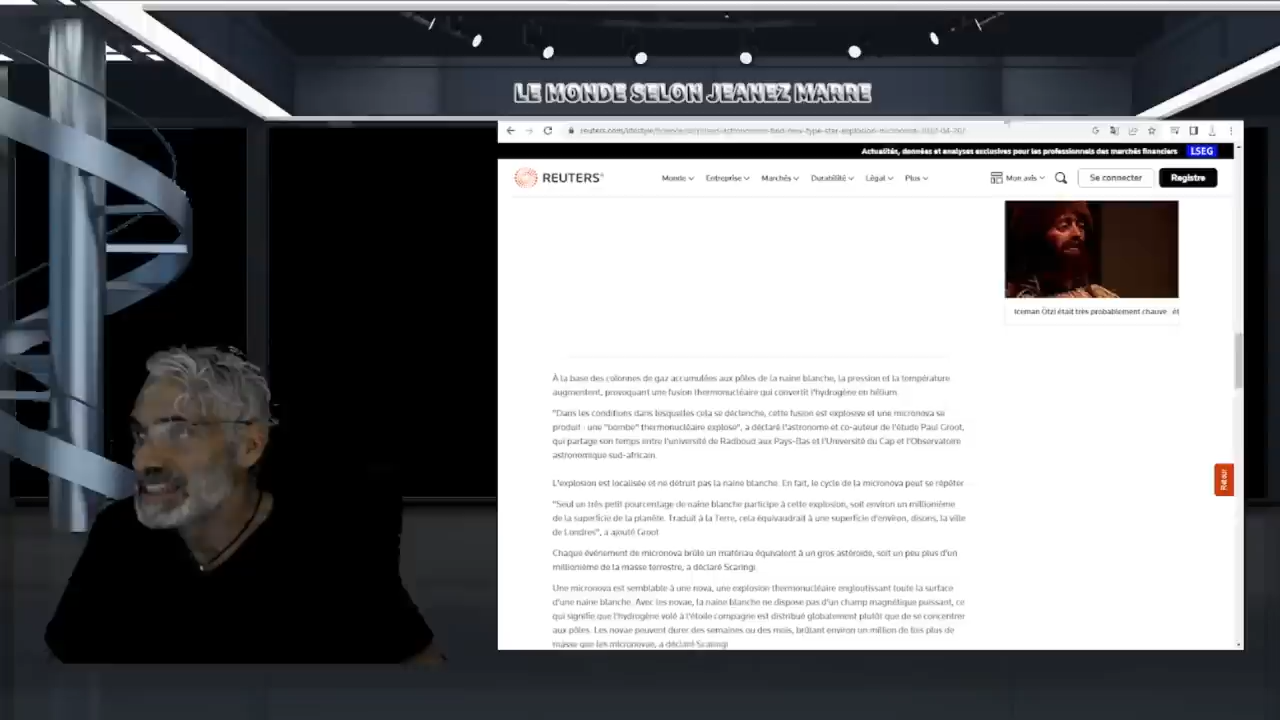 LE MONDE SELON JEANEZ MARRE
Actualités, données et analyses exclusives pour les professionnels des marchés financiers LSEG
REUTERS Monde Entreprise Marchés Durabilité Légal Plus Mon avis Se connecter Registre
Iceman Ötzi était très probablement chauve
À la base des colonnes de gaz accumulées aux pôles de la naine blanche, la pression et la température
augmentent, provoquant une fusion thermonucléaire qui convertit l'hydrogène en hélium.
"Dans les conditions dans lesquelles cela se déclenche, cette fusion est explosive et une micronova se
produit - une "bombe" thermonucléaire explose", a déclaré l'astronome et co-auteur de l'étude Paul Groot,
qui partage son temps entre l'université de Radboud aux Pays-Bas et l'Université du Cap et l'Observatoire
astronomique sud-africain.
L'explosion est localisée et ne détruit pas la naine blanche. En fait, le cycle de la micronova peut se répéter
Retour
"Seul un très petit pourcentage de naine blanche participe à cette explosion, soit environ un millionième
de la superficie de la planète. Traduit à la Terre, cela équivaudrait à une superficie d'environ, disons, la ville
de Londres", a ajouté Groot
Chaque événement de micronova brûle un matériau équivalent à un gros astéroïde, soit un peu plus d'un
millionième de la masse terrestre, a déclaré Scaringi.
Une micronova est semblable à une nova, une explosion thermonucléaire engloutissant toute la surface
d'une naine blanche. Avec les novae, la naine blanche ne dispose pas d'un champ magnétique puissant, ce
qui signifie que l'hydrogène volé à l'étoile compagne est distribué globalement plutôt que de se concentrer
aux pôles. Les novae peuvent durer des semaines ou des mois, brûlant environ un million de fois plus de
masse que les micronovae, a déclaré Scaringi